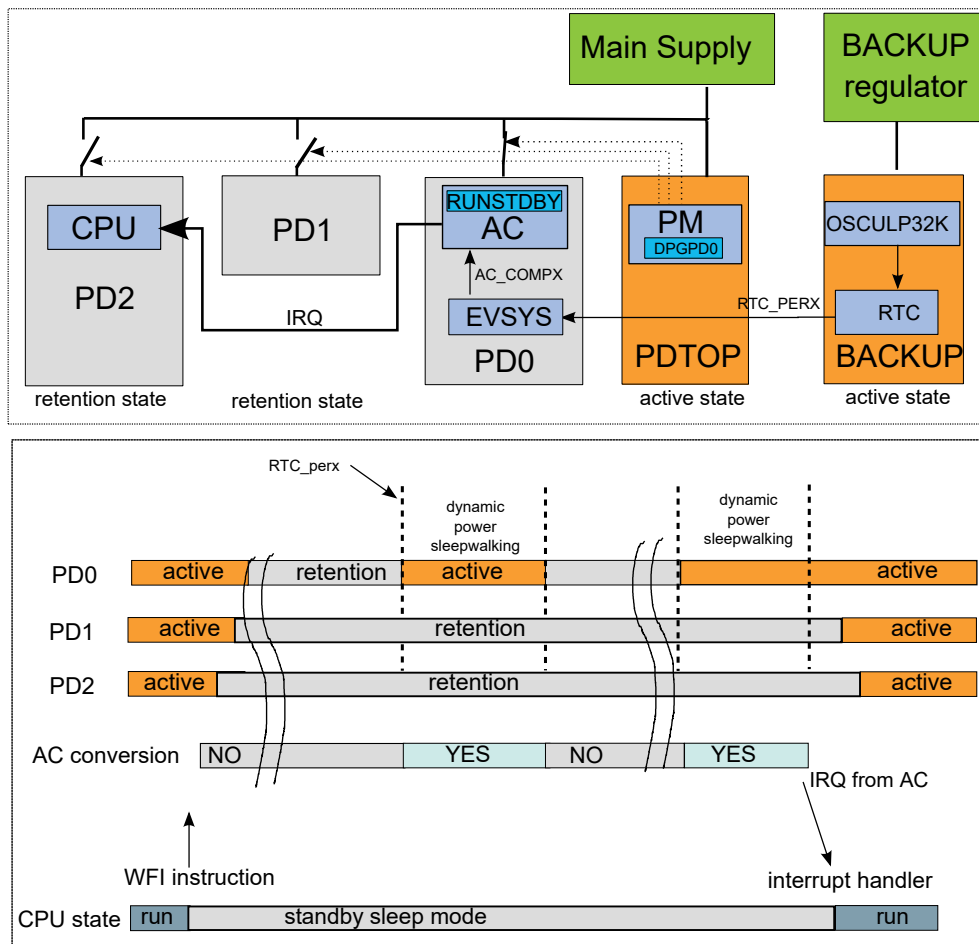 Main Supply
BACKUP
regulator
RUNSTDBY
AC
CPU
PD1
PM
DPGPD0
OSCULP32K
AC_COMPX
PD2
IRQ
EVSYS
RTC_PERX
RTC
PD0
PDTOP
BACKUP
retention state
retention state
active state
active state
RTC_perx
dynamic
power
sleepwalking
dynamic
power
sleepwalking
PD0
active
retention
active
active
PD1
active
retention
active
PD2
active
retention
active
AC conversion
NO
YES
NO
YES
IRQ from AC
WFI instruction
interrupt handler
CPU state
run
standby sleep mode
run